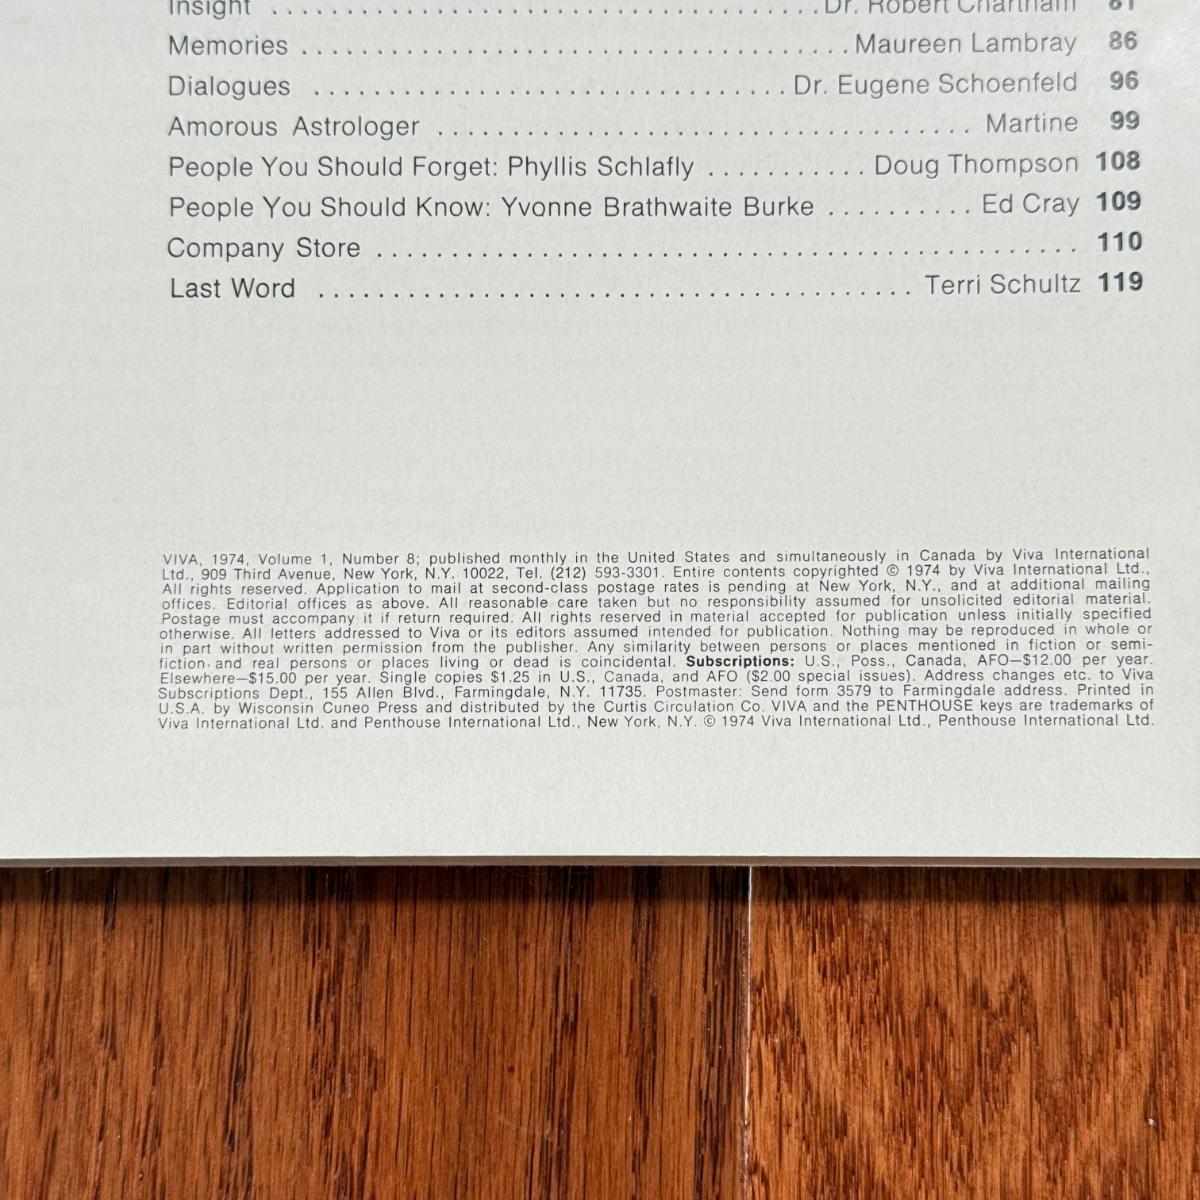 Insight ........................................ Dr. Robert Chartham 81
Memories ........................................ Maureen Lambray 86
Dialogues ........................................ Dr. Eugene Schoenfeld 96
Amorous Astrologer ........................................ Martine 99
People You Should Forget: Phyllis Schlafly ........... Doug Thompson 108
People You Should Know: Yvonne Brathwaite Burke .......... Ed Cray 109
Company Store ........................................ 110
Last Word ........................................ Terri Schultz 119
VIVA, 1974, Volume 1, Number 8; published monthly in the United States and simultaneously in Canada by Viva International
Ltd., 909 Third Avenue, New York, N.Y. 10022, Tel. (212) 593-3301. Entire contents copyrighted © 1974 by Viva International Ltd.,
All rights reserved. Application to mail at second-class postage rates is pending at New York, N.Y., and at additional mailing
offices. Editorial offices as above. All reasonable care taken but no responsibility assumed for unsolicited editorial material.
Postage must accompany it if return required. All rights reserved in material accepted for publication unless initially specified
otherwise. All letters addressed to Viva or its editors assumed intended for publication. Nothing may be reproduced in whole or
in part without written permission from the publisher. Any similarity between persons or places mentioned in fiction or semi-
fiction and real persons or places living or dead is coincidental. Subscriptions: U.S., Poss., Canada, AFO—$12.00 per year.
Elsewhere—$15.00 per year. Single copies $1.25 in U.S., Canada, and AFO ($2.00 special issues). Address changes etc. to Viva
Subscriptions Dept., 155 Allen Blvd., Farmingdale, N.Y. 11735. Postmaster: Send form 3579 to Farmingdale address. Printed in
U.S.A. by Wisconsin Cuneo Press and distributed by the Curtis Circulation Co. VIVA and the PENTHOUSE keys are trademarks of
Viva International Ltd. and Penthouse International Ltd., New York, N.Y. © 1974 Viva International Ltd., Penthouse International Ltd.